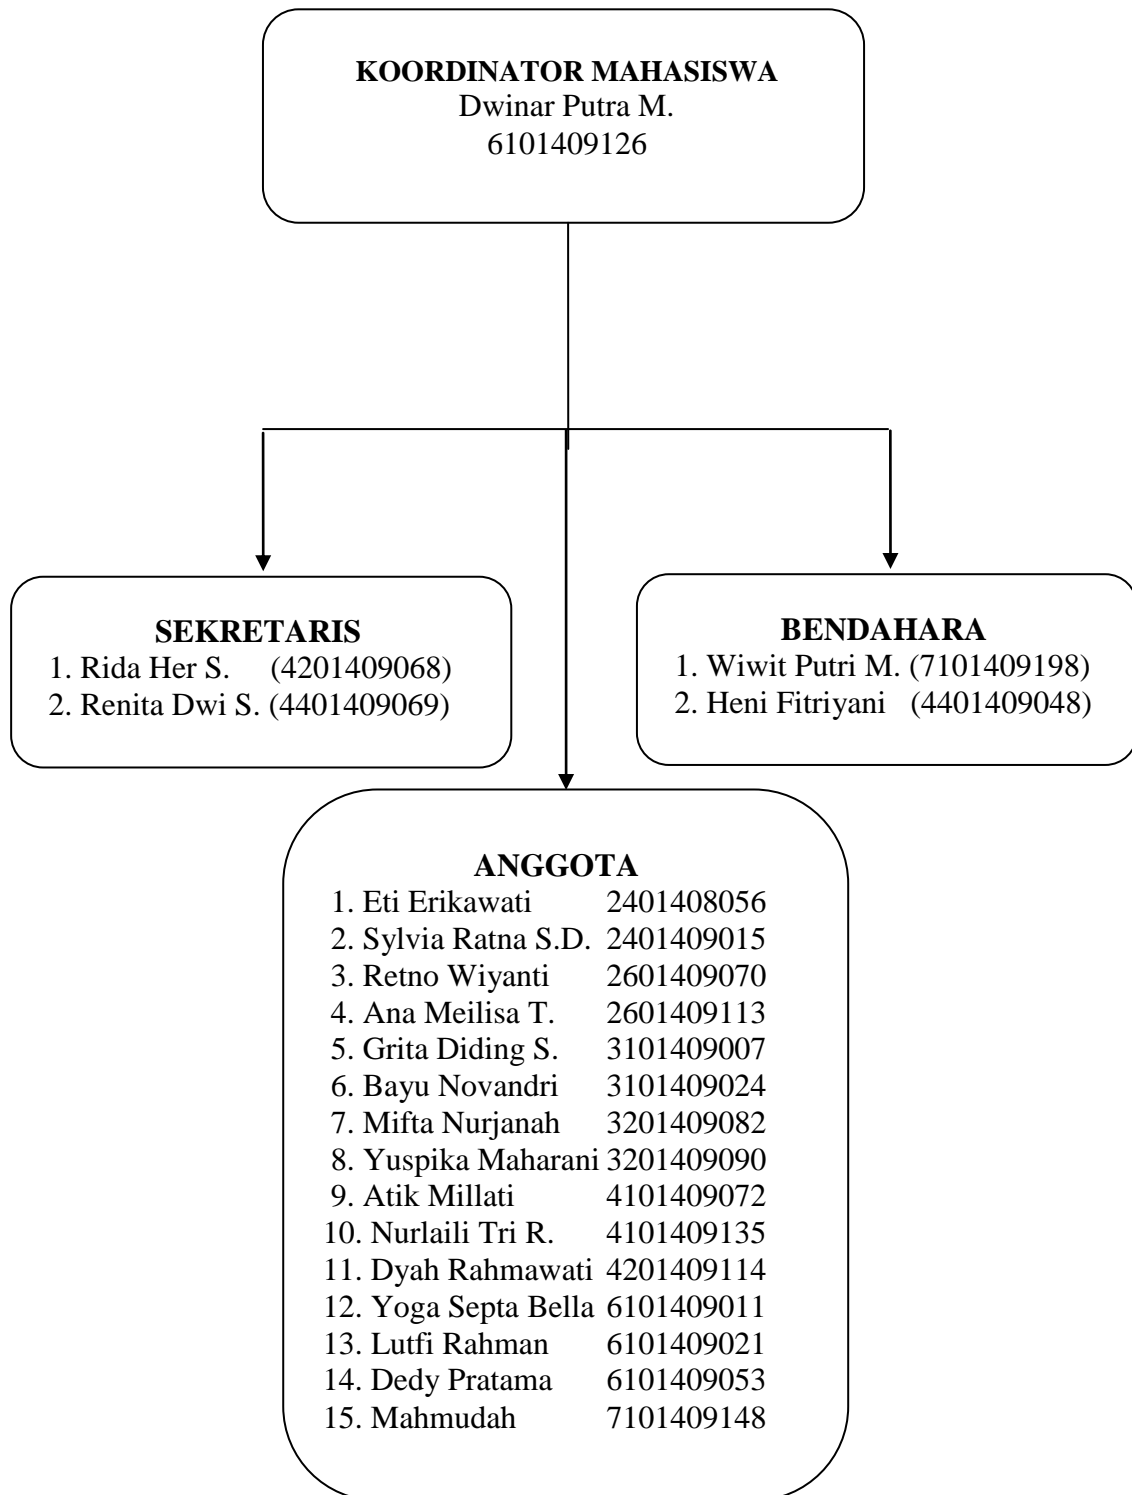 KOORDINATOR MAHASISWA
Dwinar Putra M.
6101409126
SEKRETARIS
1. Rida Her S. (4201409068)
2. Renita Dwi S. (4401409069)
BENDAHARA
1. Wiwit Putri M. (7101409198)
2. Heni Fitriyani (4401409048)
ANGGOTA
1. Eti Erikawati 2401408056
2. Sylvia Ratna S.D. 2401409015
3. Retno Wiyanti 2601409070
4. Ana Meilisa T. 2601409113
5. Grita Diding S. 3101409007
6. Bayu Novandri 3101409024
7. Mifta Nurjanah 3201409082
8. Yuspika Maharani 3201409090
9. Atik Millati 4101409072
10. Nurlaili Tri R. 4101409135
11. Dyah Rahmawati 4201409114
12. Yoga Septa Bella 6101409011
13. Lutfi Rahman 6101409021
14. Dedy Pratama 6101409053
15. Mahmudah 7101409148